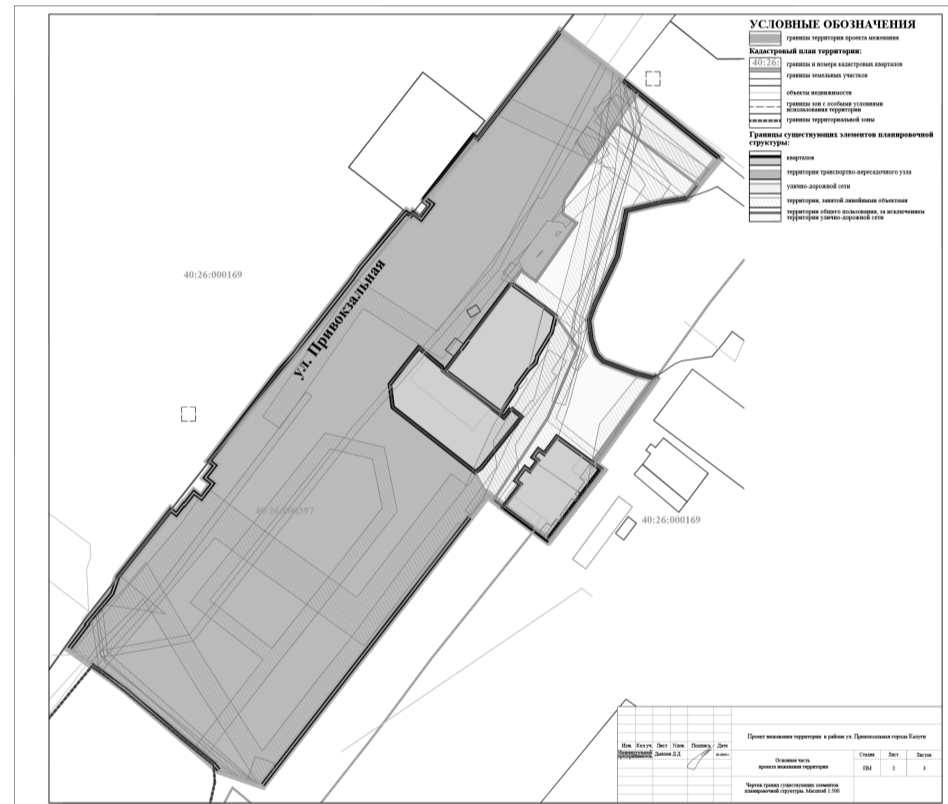 УСЛОВНЫЕ ОБОЗНАЧЕНИЯ
границы территории проекта межевания
Кадастровый план территории:
40:26:
границы и номера кадастровых кварталов
границы земельных участков
объекты недвижимости
границы зон с особыми условиями
использования территории
границы территориальной зоны
Границы существующих элементов планировочной
структуры:
кварталов
территории транспортно-пересадочного узла
улично-дорожной сети
территории, занятой линейными объектами
территории общего пользования, за исключением
территории улично-дорожной сети
40:26:000169
ул. Привокзальная
40:26:000397
40:26:000169
Проект межевания территории в районе ул. Привокзальная города Калуги
Изм. Кол.уч. Лист №док Подпись Дата
Основная часть
проекта межевания территории
Стадия Лист Листов
ПМ 2 3
Чертеж границ существующих элементов
планировочной структуры. Масштаб 1:500